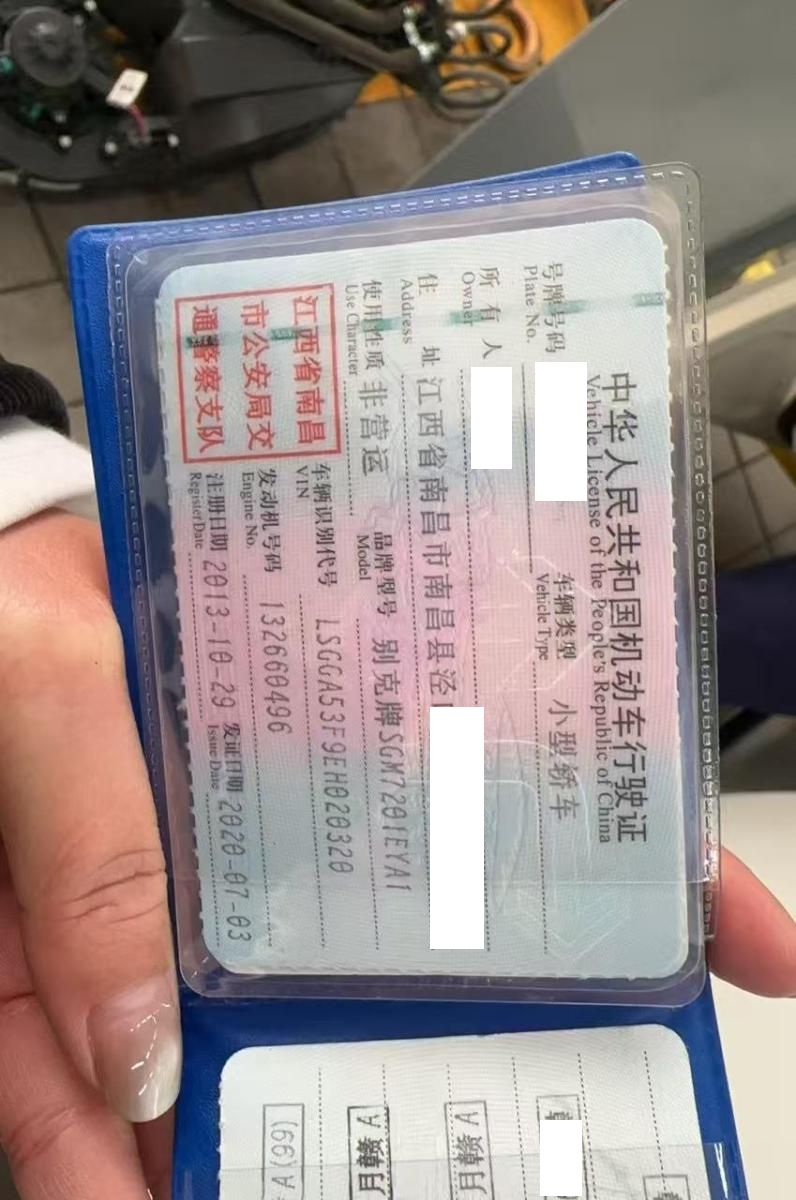 中华人民共和国机动车行驶证
Vehicle License of the People's Republic of China
号牌号码
Plate No.
车辆类型 小型轿车
Vehicle Type
所有人
Owner
住址 江西省南昌市南昌县泾
Address
使用性质 非营运
Use Character
品牌型号 别克牌SGM7201EYA1
Model
江西省南昌
市公安局交
通警察支队
车辆识别代号 LSGGA53F9EH020320
VIN
发动机号码 132660496
Engine No.
注册日期 2013-10-29
Register Date
发证日期 2020-07-03
Issue Date